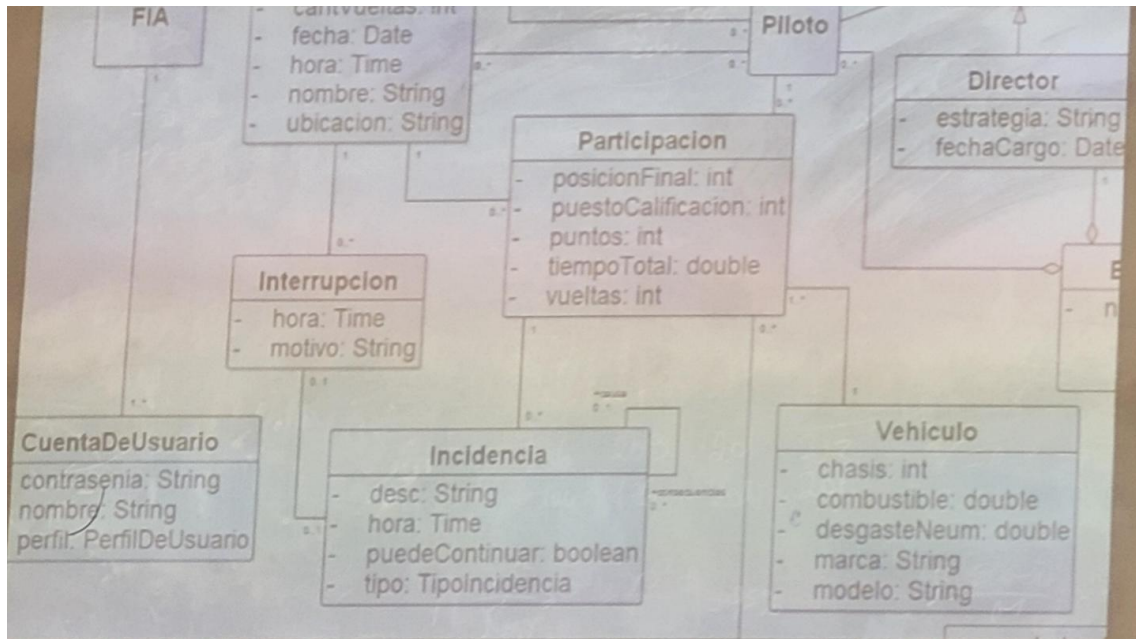 FIA
- cantVueltas: int
- fecha: Date
- hora: Time
- nombre: String
- ubicacion: String
Piloto
Director
- estrategia: String
- fechaCargo: Date
Participacion
- posicionFinal: int
- puestoCalificacion: int
- puntos: int
- tiempoTotal: double
- vueltas: int
Interrupcion
- hora: Time
- motivo: String
CuentaDeUsuario
contrasenia: String
nombre: String
perfil: PerfilDeUsuario
Incidencia
- desc: String
- hora: Time
- puedeContinuar: boolean
- tipo: TipoIncidencia
Vehiculo
- chasis: int
- combustible: double
- desgasteNeum: double
- marca: String
- modelo: String